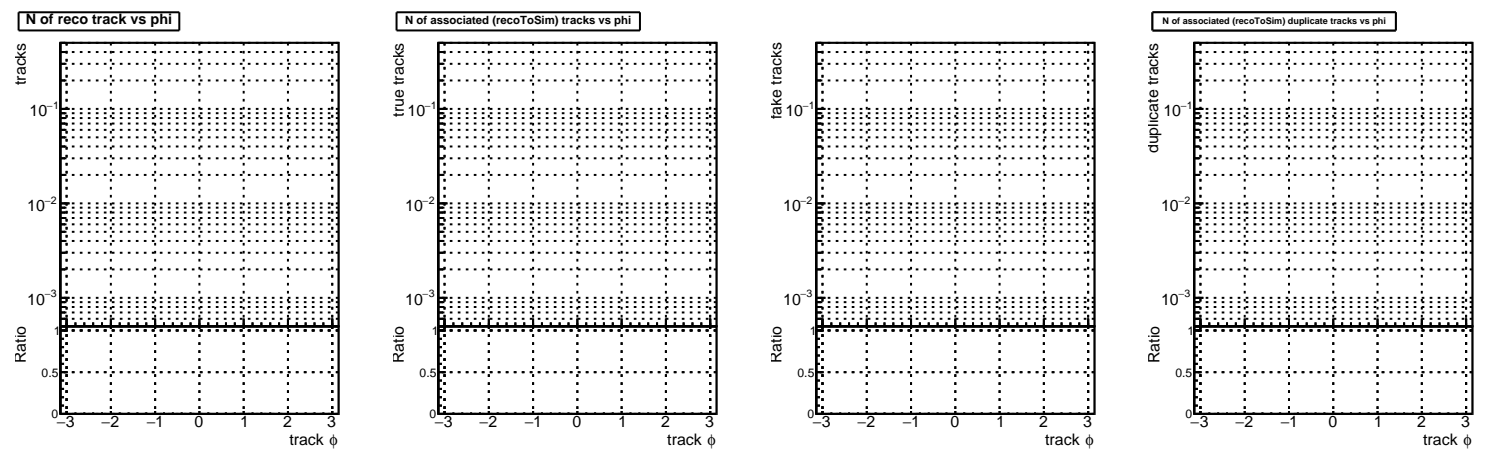 N of reco track vs phi
tracks
10⁻¹
10⁻²
10⁻³
Ratio
1
0.5
0
−3 −2 −1 0 1 2 3
track ϕ
N of associated (recoToSim) tracks vs phi
true tracks
10⁻¹
10⁻²
10⁻³
Ratio
1
0.5
0
−3 −2 −1 0 1 2 3
track ϕ
fake tracks
10⁻¹
10⁻²
10⁻³
Ratio
1
0.5
0
−3 −2 −1 0 1 2 3
track ϕ
N of associated (recoToSim) duplicate tracks vs phi
duplicate tracks
10⁻¹
10⁻²
10⁻³
Ratio
1
0.5
0
−3 −2 −1 0 1 2 3
track ϕ